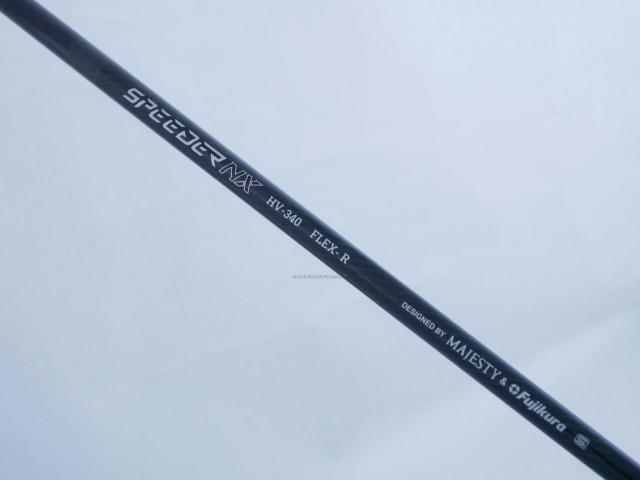 SPEEDER NX HV-340 FLEX-R
DESIGNED BY MAJESTY & Fujikura